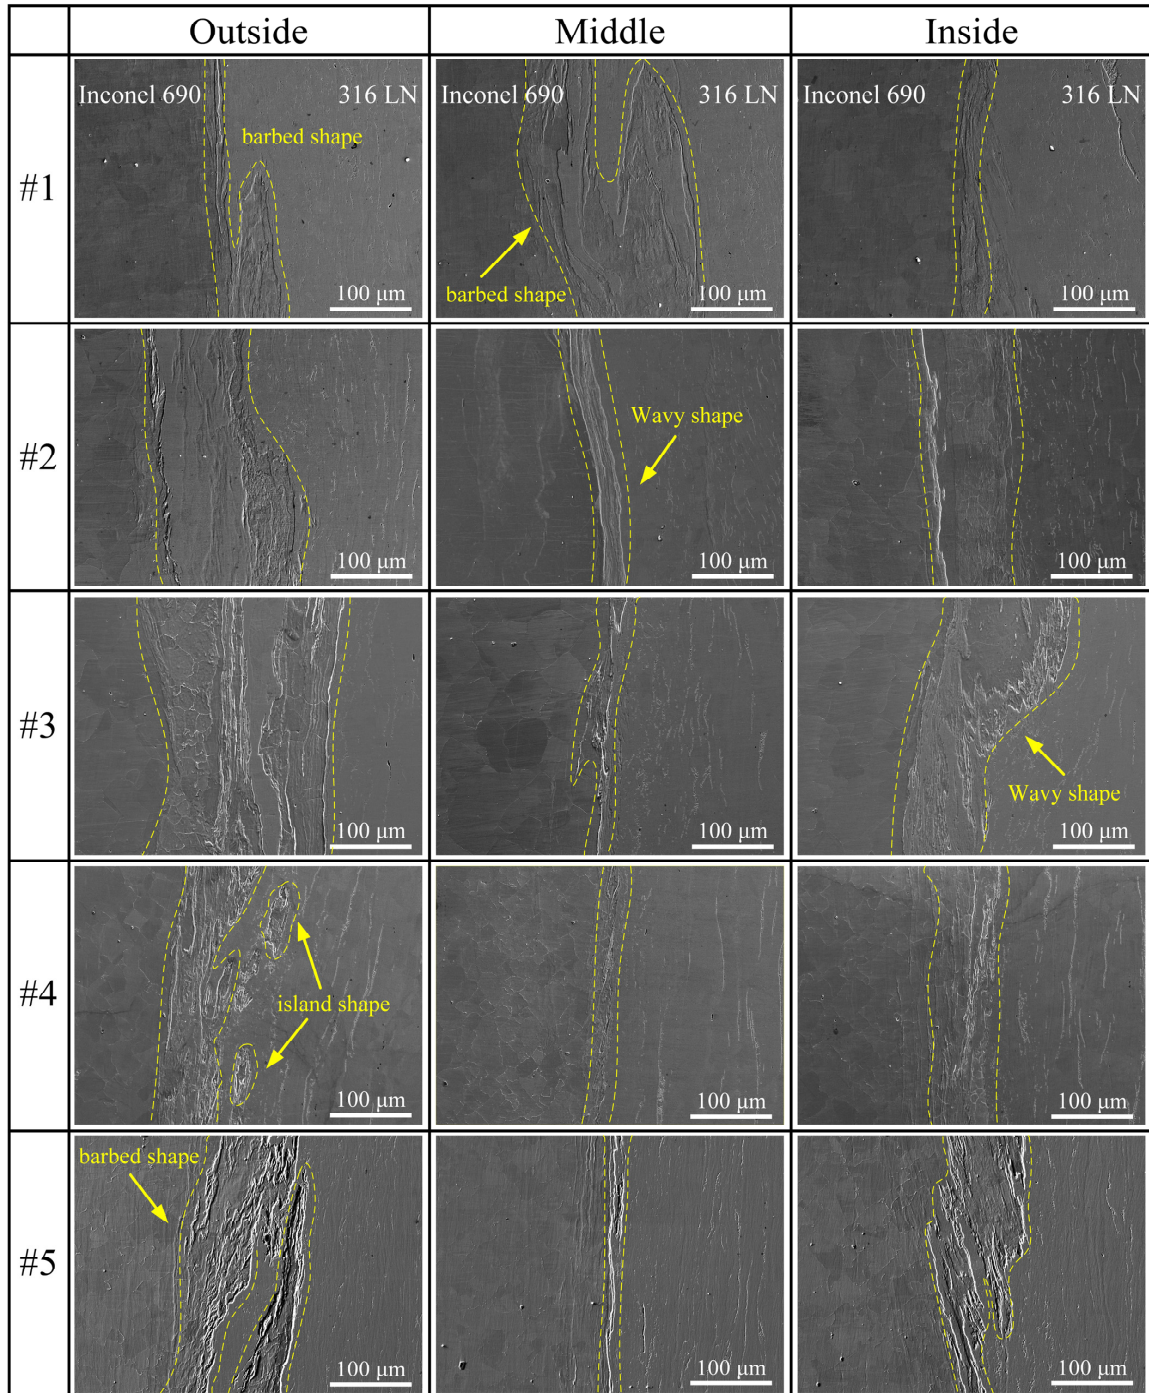 Outside Middle Inside
#1
Inconcl 690 316 LN
barbed shape
100 μm
Inconcl 690 316 LN
barbed shape
100 μm
Inconcl 690 316 LN
100 μm
#2
100 μm
Wavy shape
100 μm
100 μm
#3
100 μm
100 μm
Wavy shape
100 μm
#4
island shape
100 μm
100 μm
100 μm
#5
barbed shape
100 μm
100 μm
100 μm